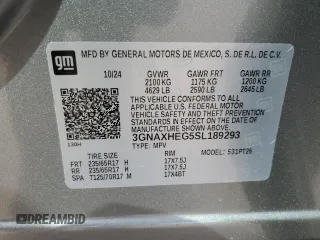 gm
MFD BY GENERAL MOTORS DE MEXICO, S. DE R.L. DE C.V.
10/24 GVWR GAWR FRT GAWR RR
2100 KG 1175 KG 1200 KG
4629 LB 2590 LB 2645 LB
THIS VEHICLE CONFORMS TO ALL APPLICABLE
U.S. FEDERAL MOTOR VEHICLE SAFETY, BUMPER,
AND THEFT PREVENTION STANDARDS IN EFFECT ON
THE DATE OF MANUFACTURE SHOWN ABOVE.
3GNAXHEG5SL189293
TYPE: MPV MODEL: 531PT26
TIRE SIZE RIM
FRT 235/65R17 H 17X7.5J
RR 235/65R17 H 17X7.5J
SPA T125/70R17 M 17X4BT
AUTOBIDMASTER